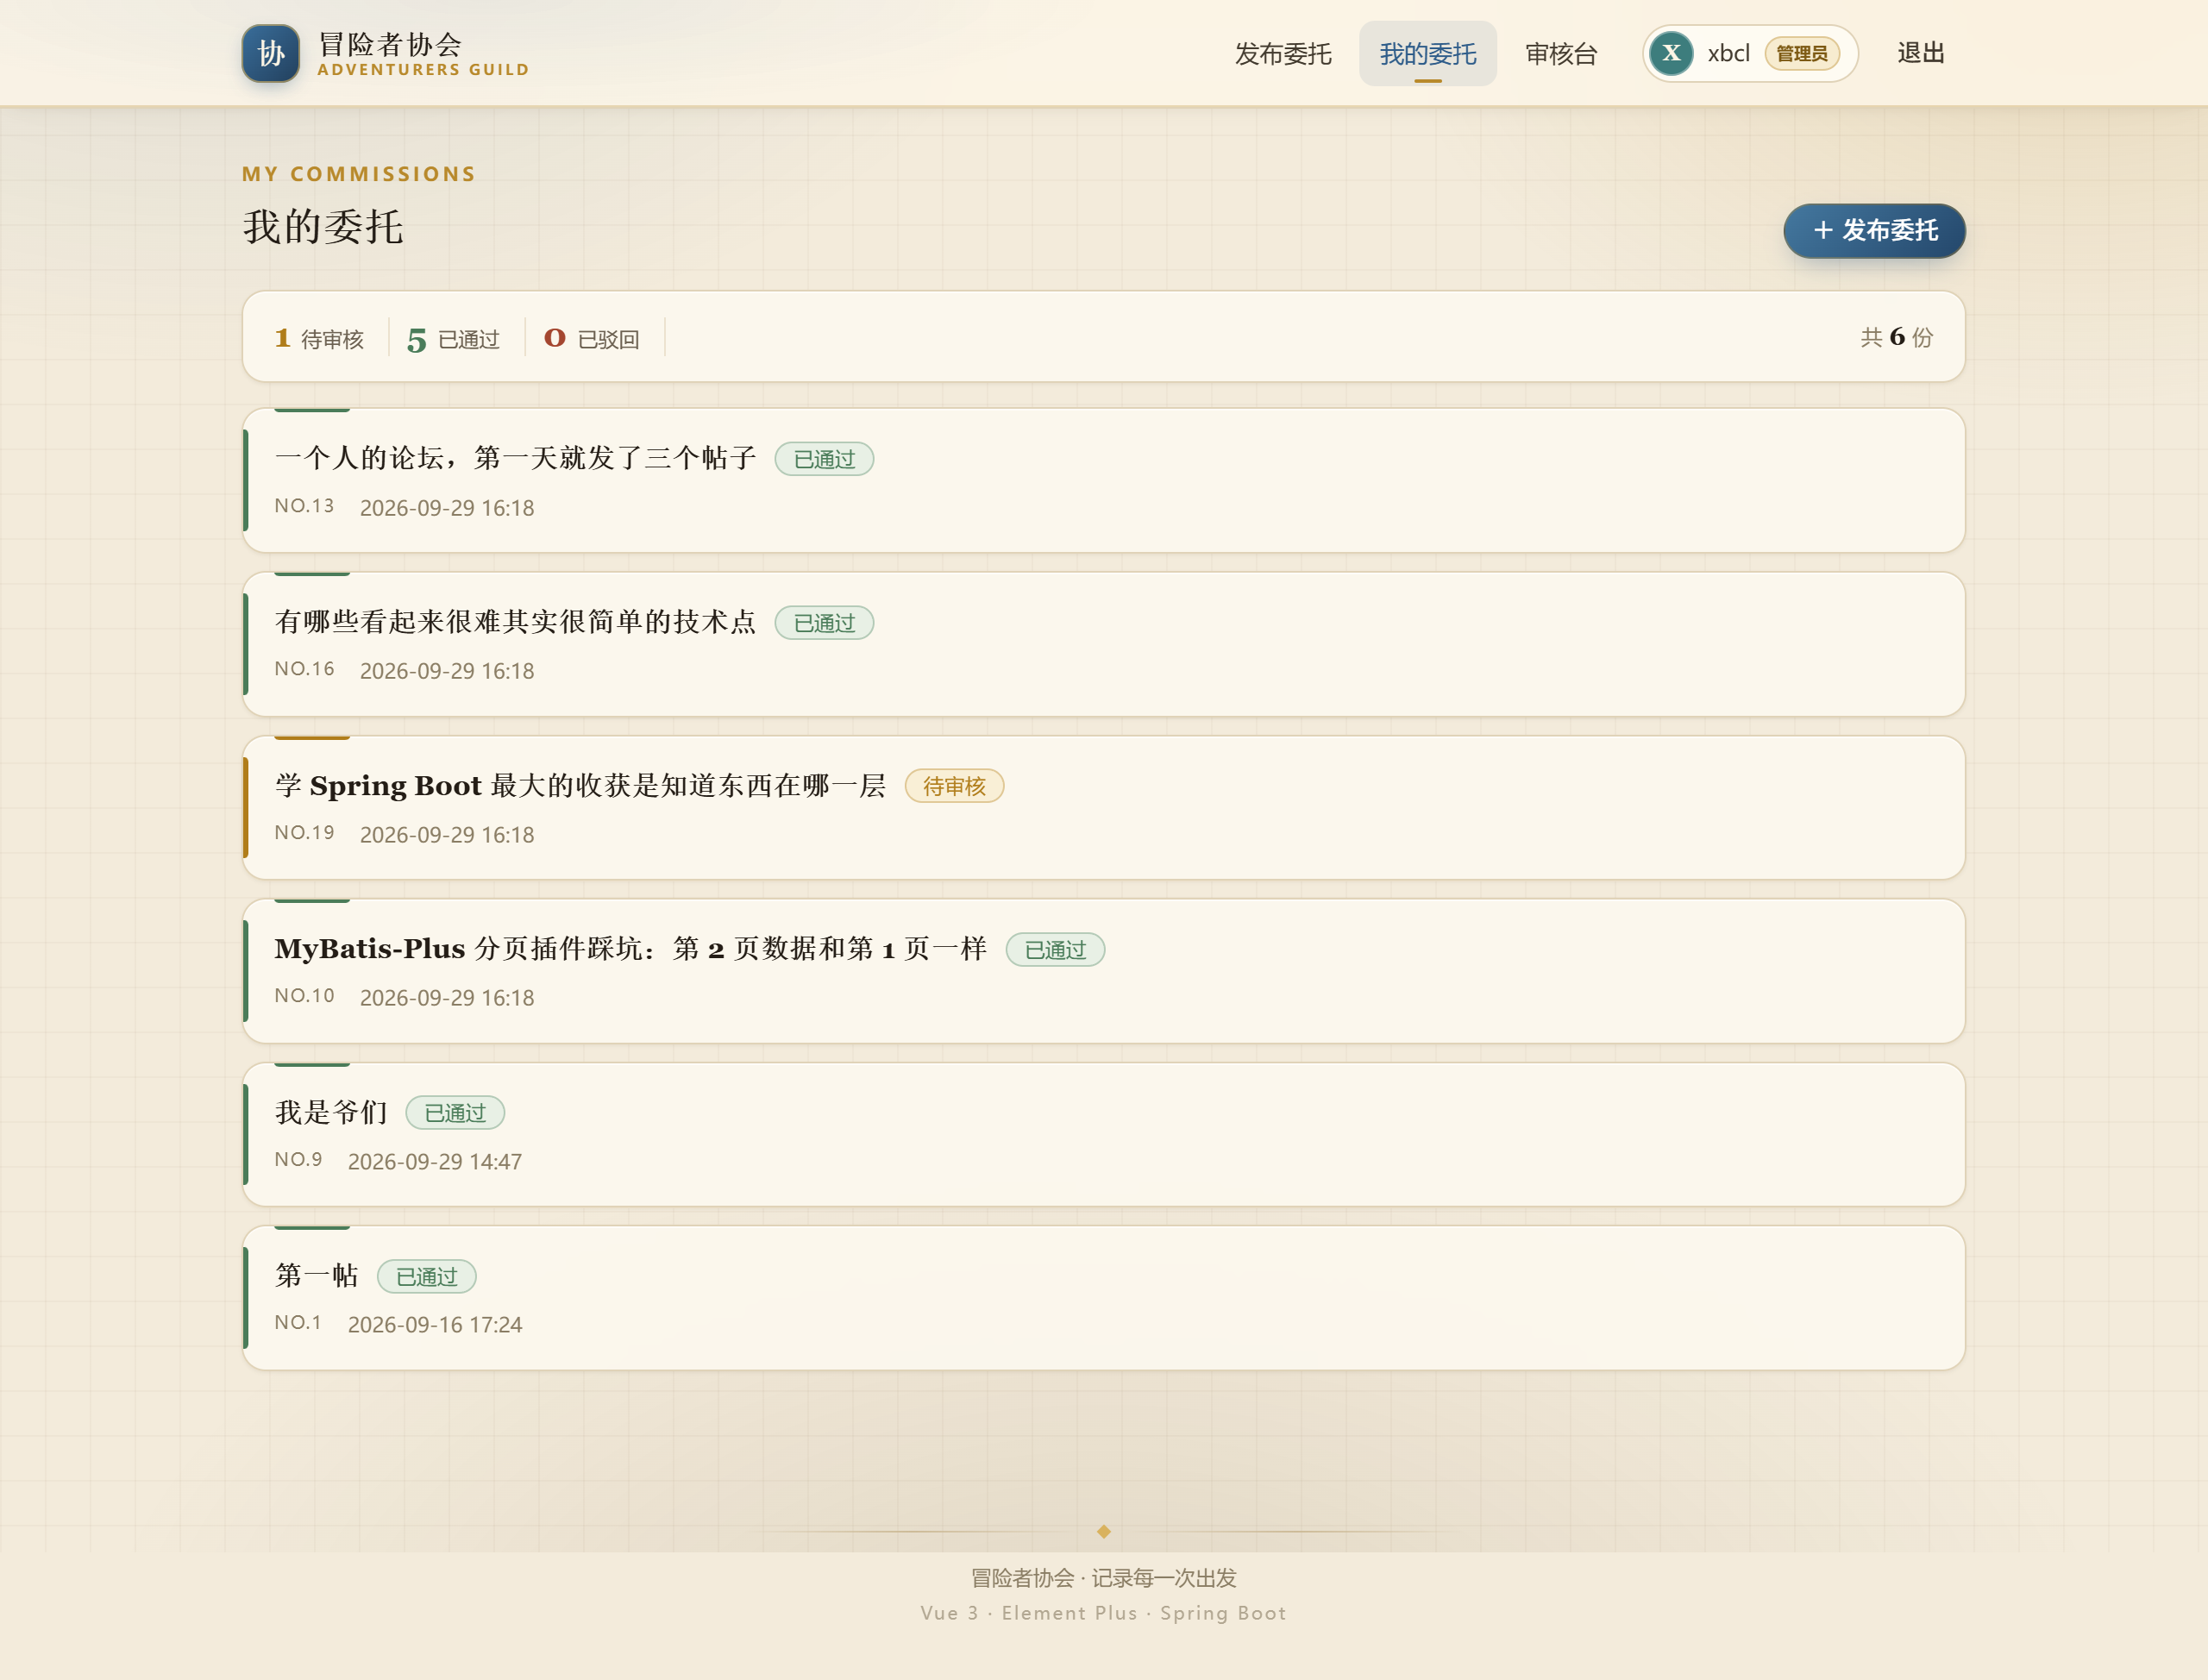 协 冒险者协会
ADVENTURERS GUILD
发布委托 我的委托 审核台 X xbcl 管理员 退出
MY COMMISSIONS
我的委托
+ 发布委托
1 待审核 5 已通过 0 已驳回 共 6 份
一个人的论坛，第一天就发了三个帖子 已通过
NO.13 2026-09-29 16:18
有哪些看起来很难其实很简单的技术点 已通过
NO.16 2026-09-29 16:18
学 Spring Boot 最大的收获是知道东西在哪一层 待审核
NO.19 2026-09-29 16:18
MyBatis-Plus 分页插件踩坑：第 2 页数据和第 1 页一样 已通过
NO.10 2026-09-29 16:18
我是爷们 已通过
NO.9 2026-09-29 14:47
第一帖 已通过
NO.1 2026-09-16 17:24
冒险者协会 · 记录每一次出发
Vue 3 · Element Plus · Spring Boot